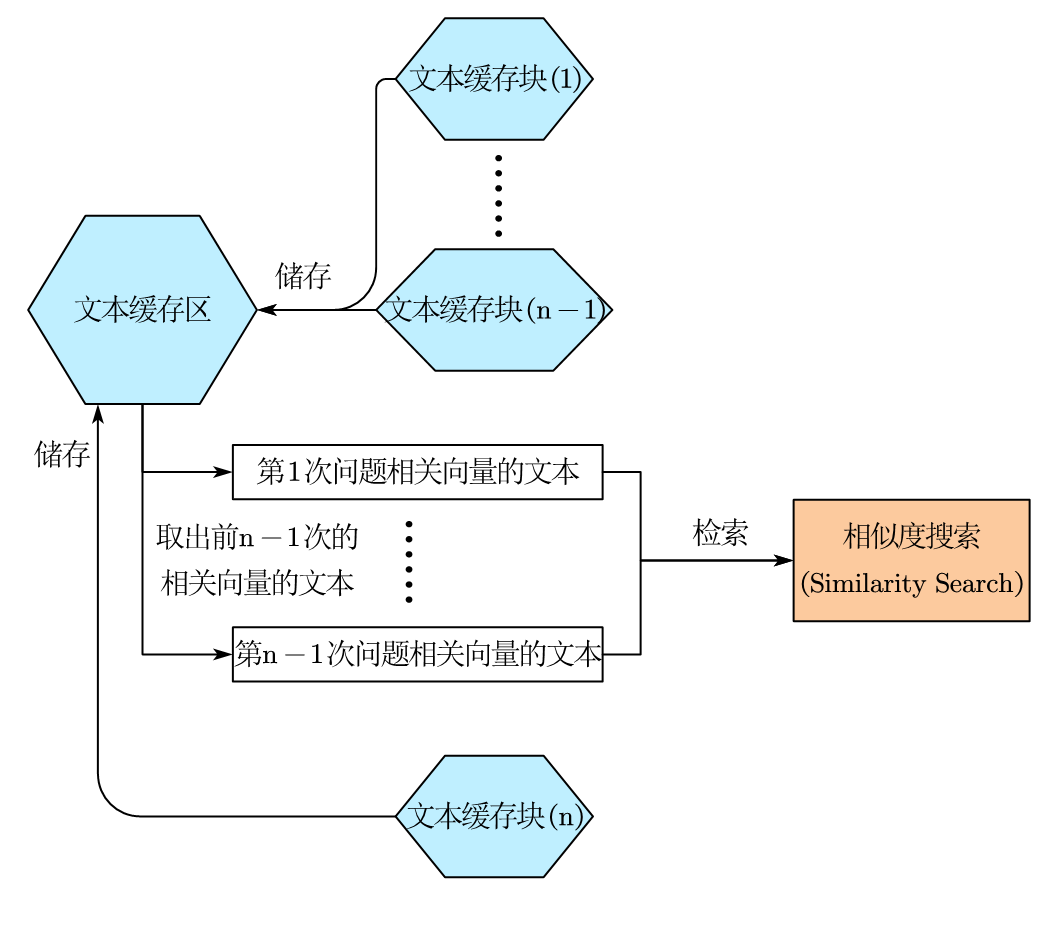 文本缓存块(1)
储存
文本缓存区
文本缓存块(n − 1)
储存
第1次问题相关向量的文本
取出前n − 1次的
相关向量的文本
检索
相似度搜索
(Similarity Search)
第n − 1次问题相关向量的文本
文本缓存块(n)